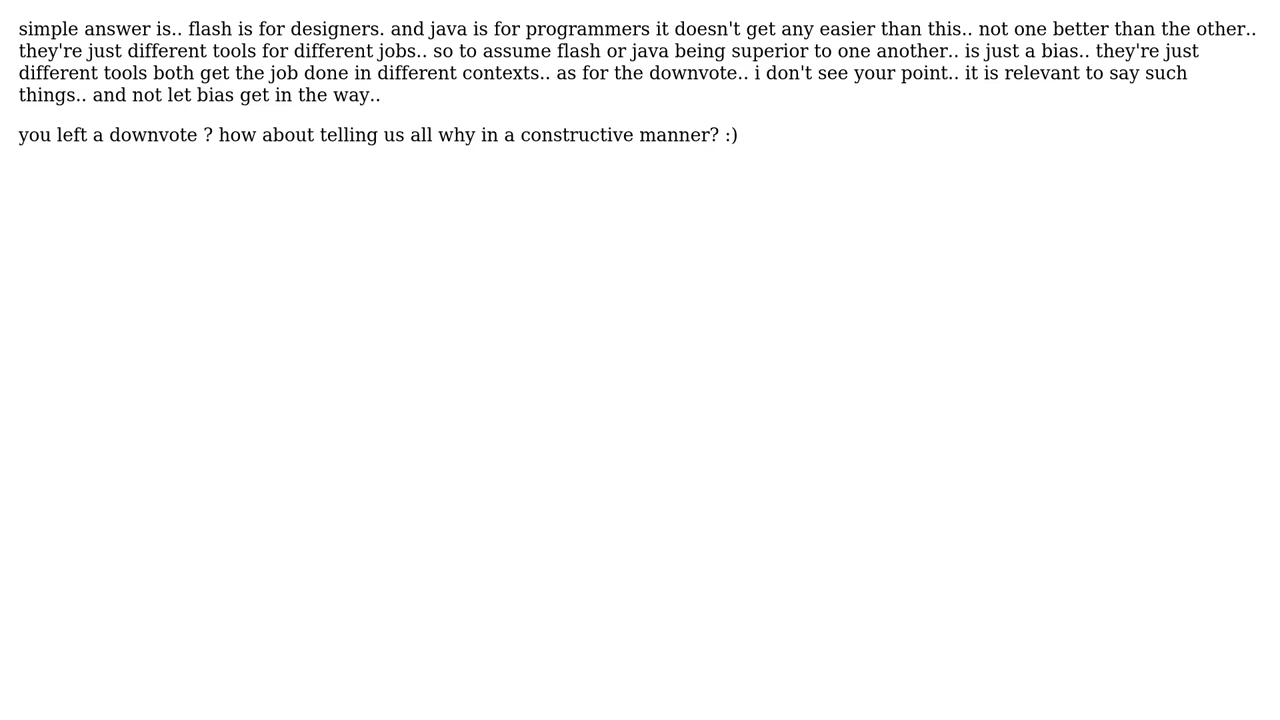 simple answer is.. flash is for designers. and java is for programmers it doesn't get any easier than this.. not one better than the other..
they're just different tools for different jobs.. so to assume flash or java being superior to one another.. is just a bias.. they're just
different tools both get the job done in different contexts.. as for the downvote.. i don't see your point.. it is relevant to say such
things.. and not let bias get in the way..
you left a downvote ? how about telling us all why in a constructive manner? :)